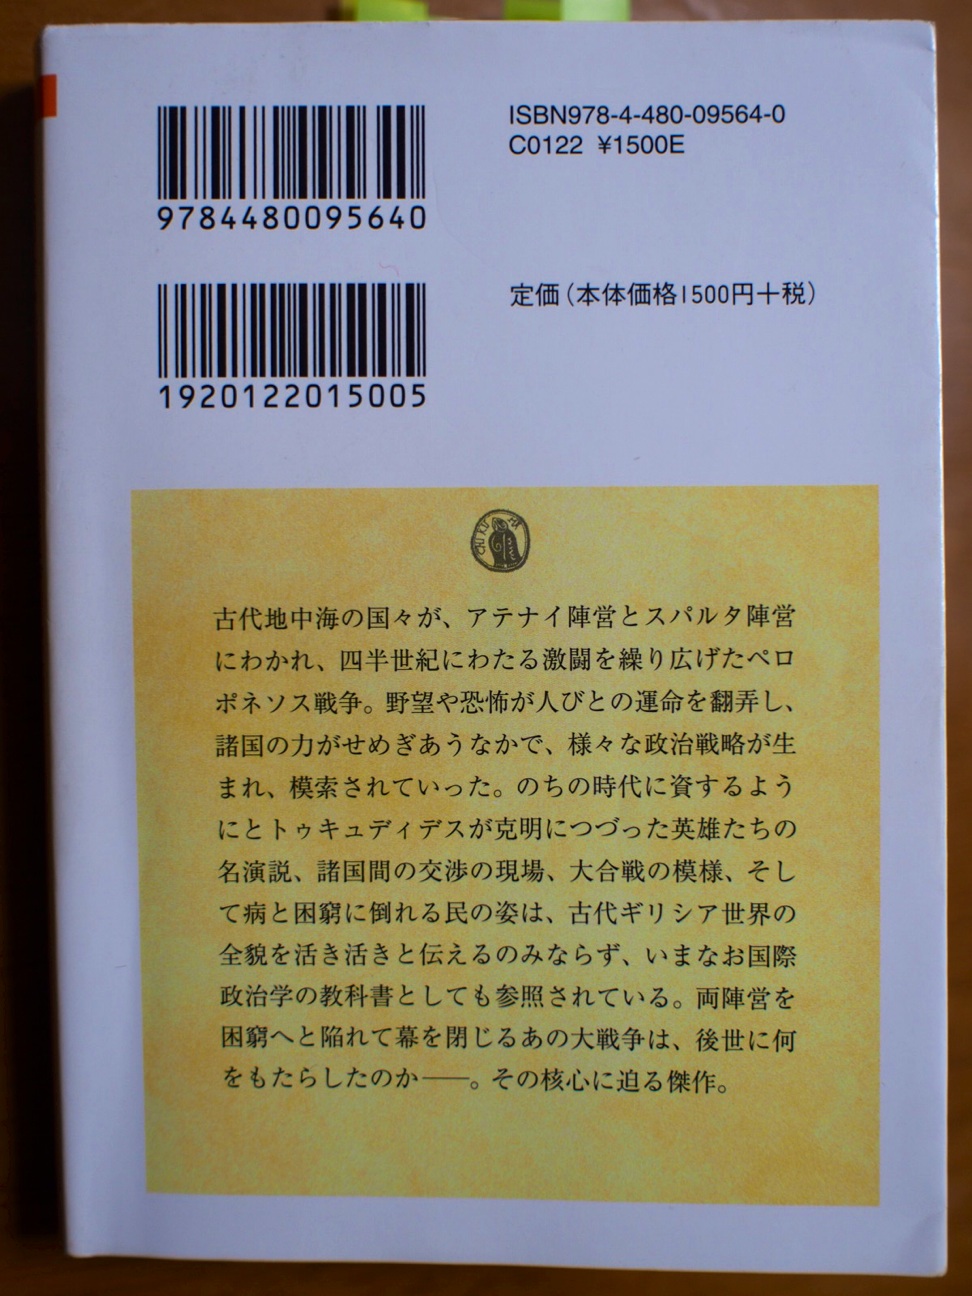 ISBN978-4-480-09564-0
C0122 ¥1500E
9784480095640
定価(本体価格1500円+税)
1920122015005
CHIKUMA
古代地中海の国々が、アテナイ陣営とスパルタ陣営
にわかれ、四半世紀にわたる激闘を繰り広げたペロ
ポネソス戦争。野望や恐怖が人びとの運命を翻弄し、
諸国の力がせめぎあうなかで、様々な政治戦略が生
まれ、模索されていった。のちの時代に資するよう
にとトゥキュディデスが克明につづった英雄たちの
名演説、諸国間の交渉の現場、大合戦の模様、そし
て病と困窮に倒れる民の姿は、古代ギリシア世界の
全貌を活き活きと伝えるのみならず、いまなお国際
政治学の教科書としても参照されている。両陣営を
困窮へと陥れて幕を閉じるあの大戦争は、後世に何
をもたらしたのか――。その核心に迫る傑作。